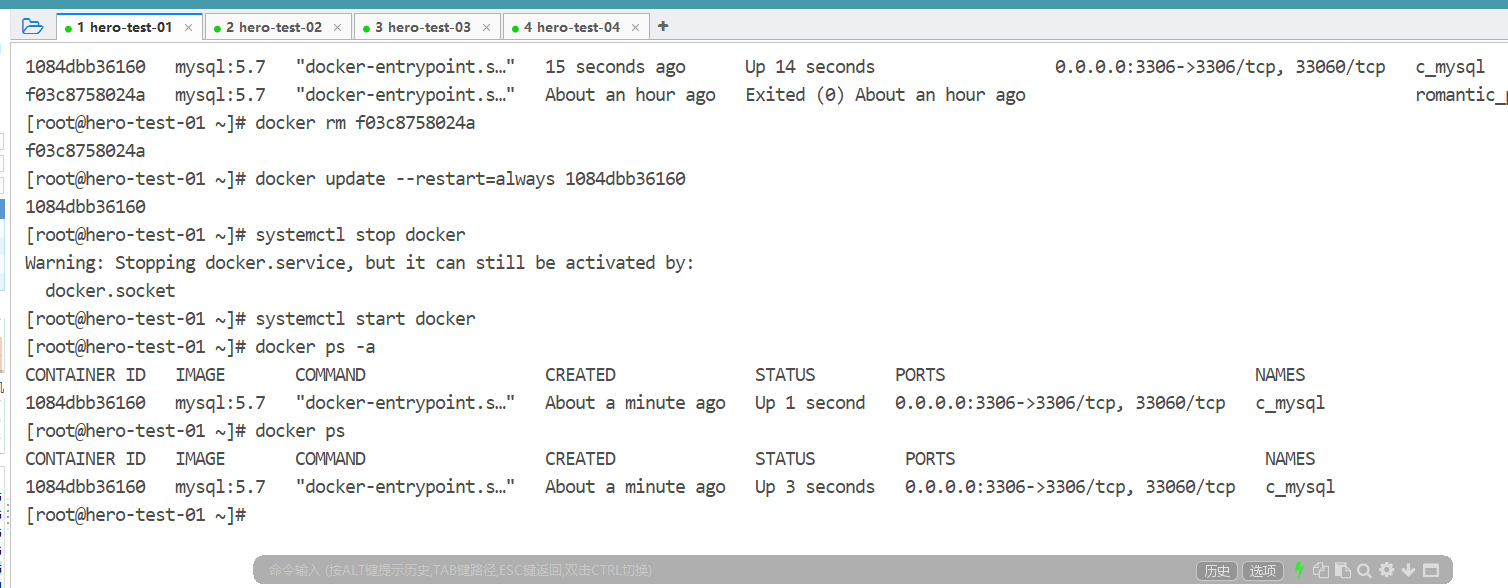 1 hero-test-01 × 2 hero-test-02 × 3 hero-test-03 × 4 hero-test-04 × +
1084dbb36160 mysql:5.7 "docker-entrypoint.s…" 15 seconds ago Up 14 seconds 0.0.0.0:3306->3306/tcp, 33060/tcp c_mysql
f03c8758024a mysql:5.7 "docker-entrypoint.s…" About an hour ago Exited (0) About an hour ago romantic_
[root@hero-test-01 ~]# docker rm f03c8758024a
f03c8758024a
[root@hero-test-01 ~]# docker update --restart=always 1084dbb36160
1084dbb36160
[root@hero-test-01 ~]# systemctl stop docker
Warning: Stopping docker.service, but it can still be activated by:
  docker.socket
[root@hero-test-01 ~]# systemctl start docker
[root@hero-test-01 ~]# docker ps -a
CONTAINER ID IMAGE COMMAND CREATED STATUS PORTS NAMES
1084dbb36160 mysql:5.7 "docker-entrypoint.s…" About a minute ago Up 1 second 0.0.0.0:3306->3306/tcp, 33060/tcp c_mysql
[root@hero-test-01 ~]# docker ps
CONTAINER ID IMAGE COMMAND CREATED STATUS PORTS NAMES
1084dbb36160 mysql:5.7 "docker-entrypoint.s…" About a minute ago Up 3 seconds 0.0.0.0:3306->3306/tcp, 33060/tcp c_mysql
[root@hero-test-01 ~]#
命令输入 (按ALT键提示历史,TAB键路径,ESC键返回,双击CTRL切换) 历史 选项